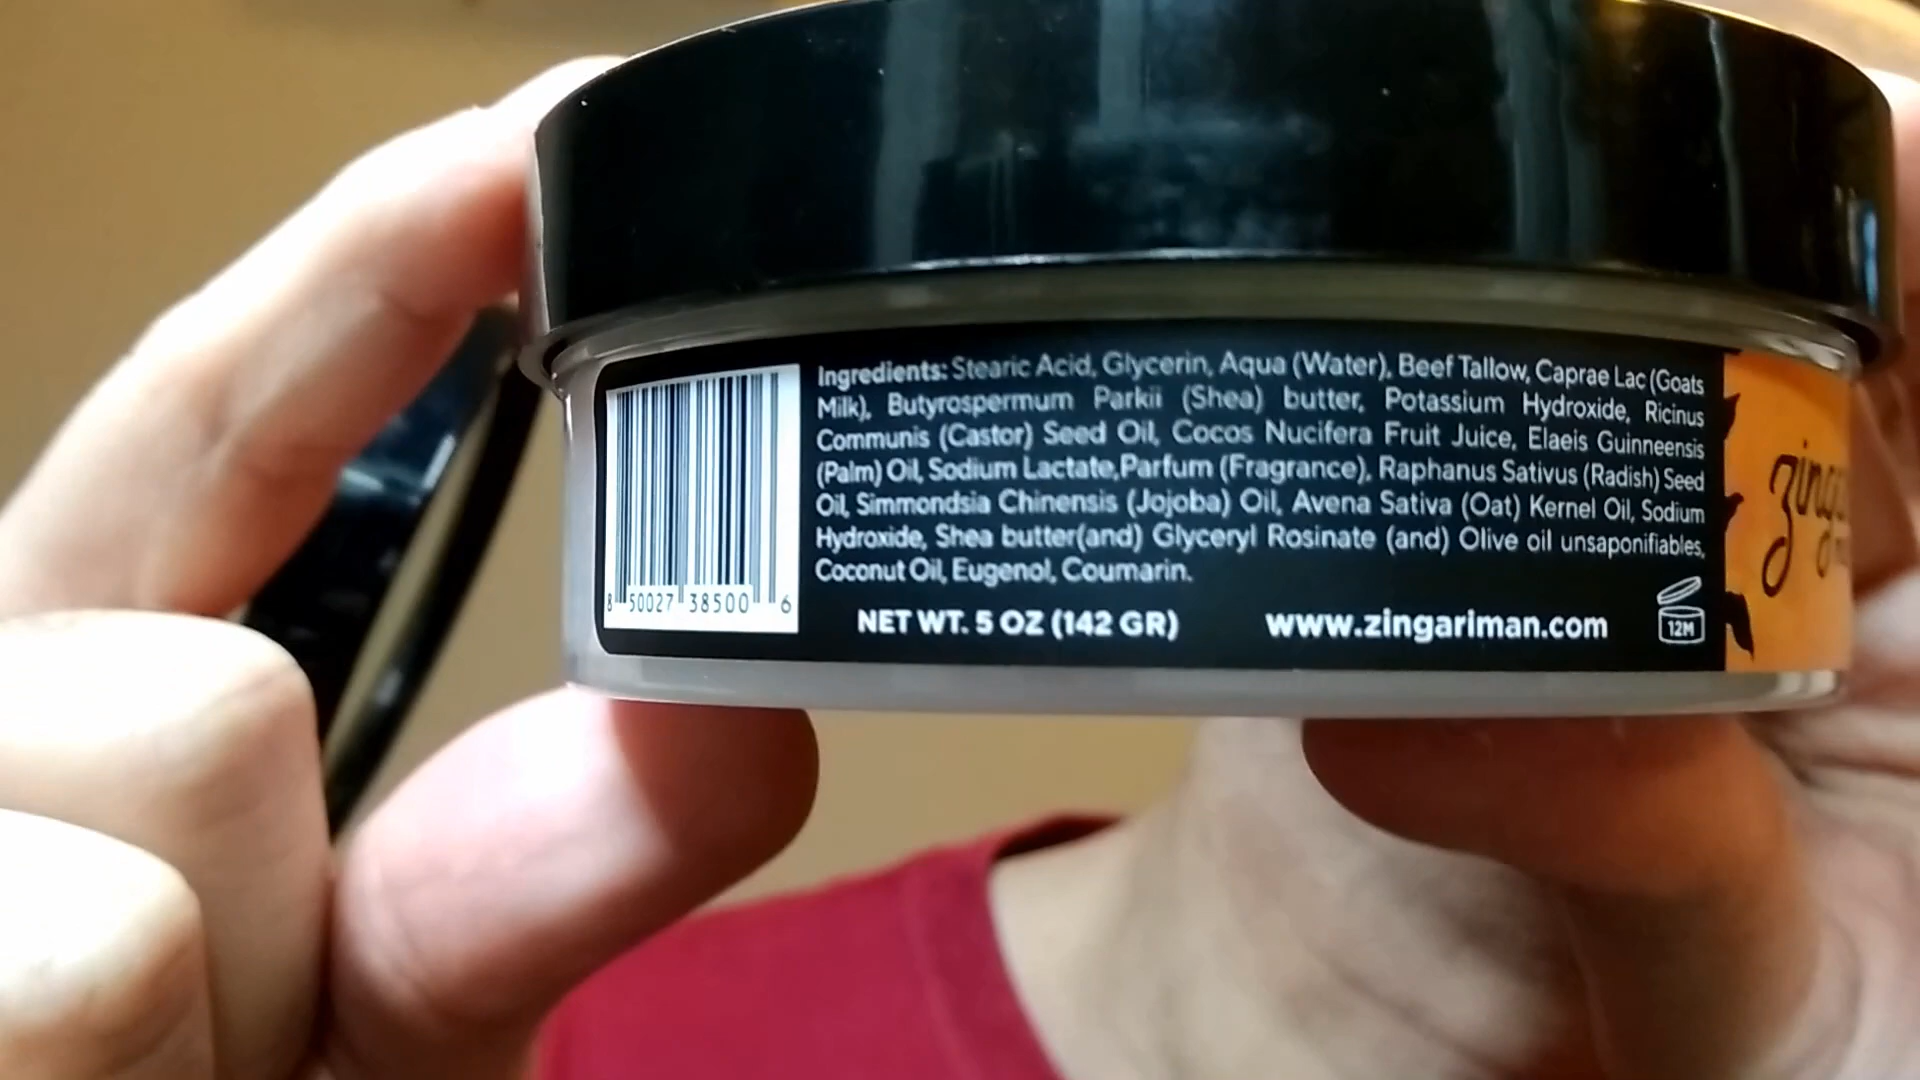 Ingredients: Stearic Acid, Glycerin, Aqua (Water), Beef Tallow, Caprae Lac (Goats
Milk), Butyrospermum Parkii (Shea) butter, Potassium Hydroxide, Ricinus
Communis (Castor) Seed Oil, Cocos Nucifera Fruit Juice, Elaeis Guinneensis
(Palm) Oil, Sodium Lactate,Parfum (Fragrance), Raphanus Sativus (Radish) Seed
Oil, Simmondsia Chinensis (Jojoba) Oil, Avena Sativa (Oat) Kernel Oil, Sodium
Hydroxide, Shea butter(and) Glyceryl Rosinate (and) Olive oil unsaponifiables,
Coconut Oil, Eugenol, Coumarin.
8 50027 38500 6
NET WT. 5 OZ (142 GR) www.zingariman.com
12M